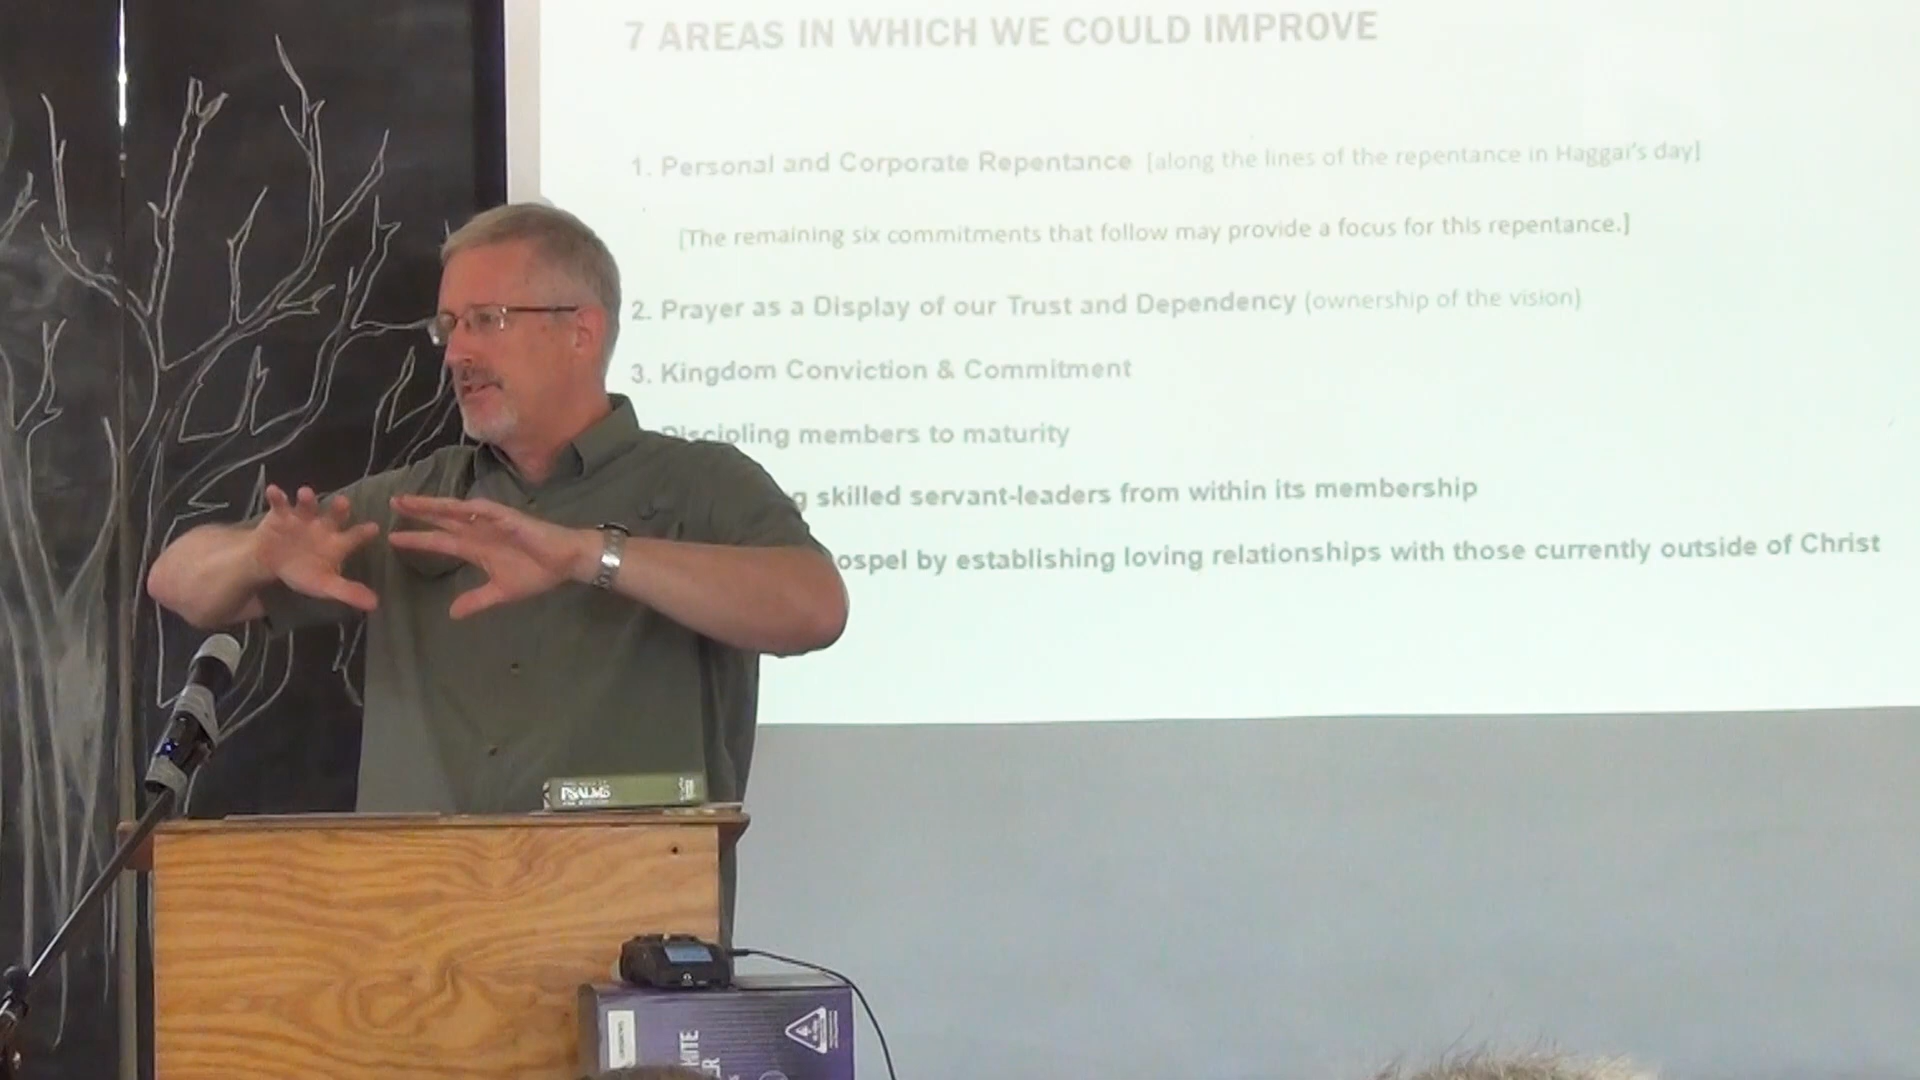 7 AREAS IN WHICH WE COULD IMPROVE
1. Personal and Corporate Repentance [along the lines of the repentance in Haggai's day]
[The remaining six commitments that follow may provide a focus for this repentance.]
2. Prayer as a Display of our Trust and Dependency (ownership of the vision)
3. Kingdom Conviction & Commitment
Discipling members to maturity
skilled servant-leaders from within its membership
ospel by establishing loving relationships with those currently outside of Christ
PSALMS